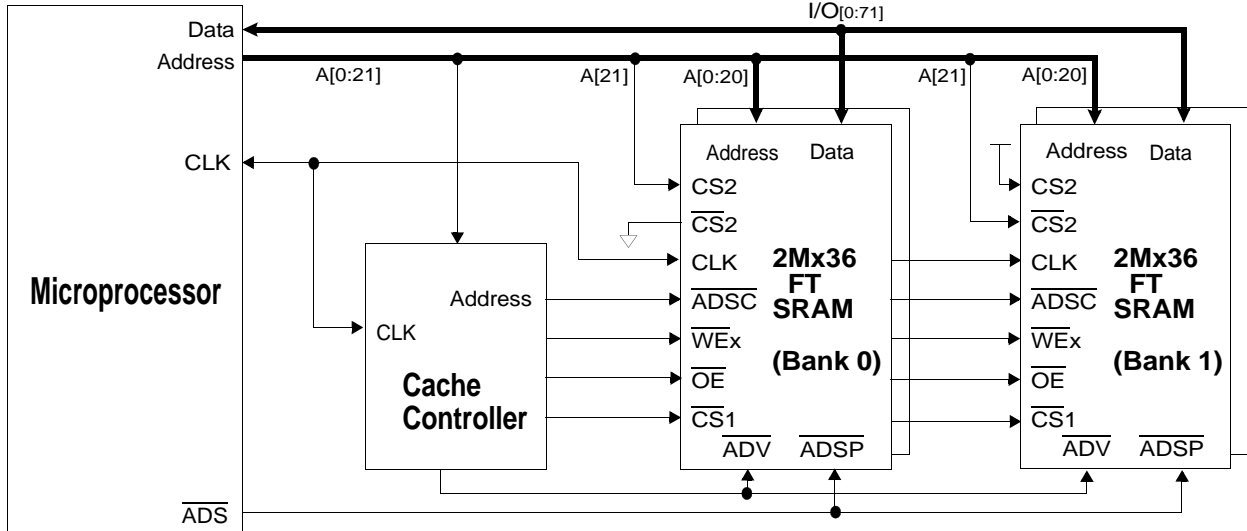 I/O[0:71]
Data
Address
A[0:21]
A[21]
A[0:20]
A[21]
A[0:20]
CLK
Microprocessor
ADS
Address
CLK
Cache
Controller
Address Data
CS2
CS2
CLK
ADSC
WEx
OE
CS1
2Mx36
FT
SRAM
(Bank 0)
ADV ADSP
Address Data
CS2
CS2
CLK
ADSC
WEx
OE
CS1
2Mx36
FT
SRAM
(Bank 1)
ADV ADSP